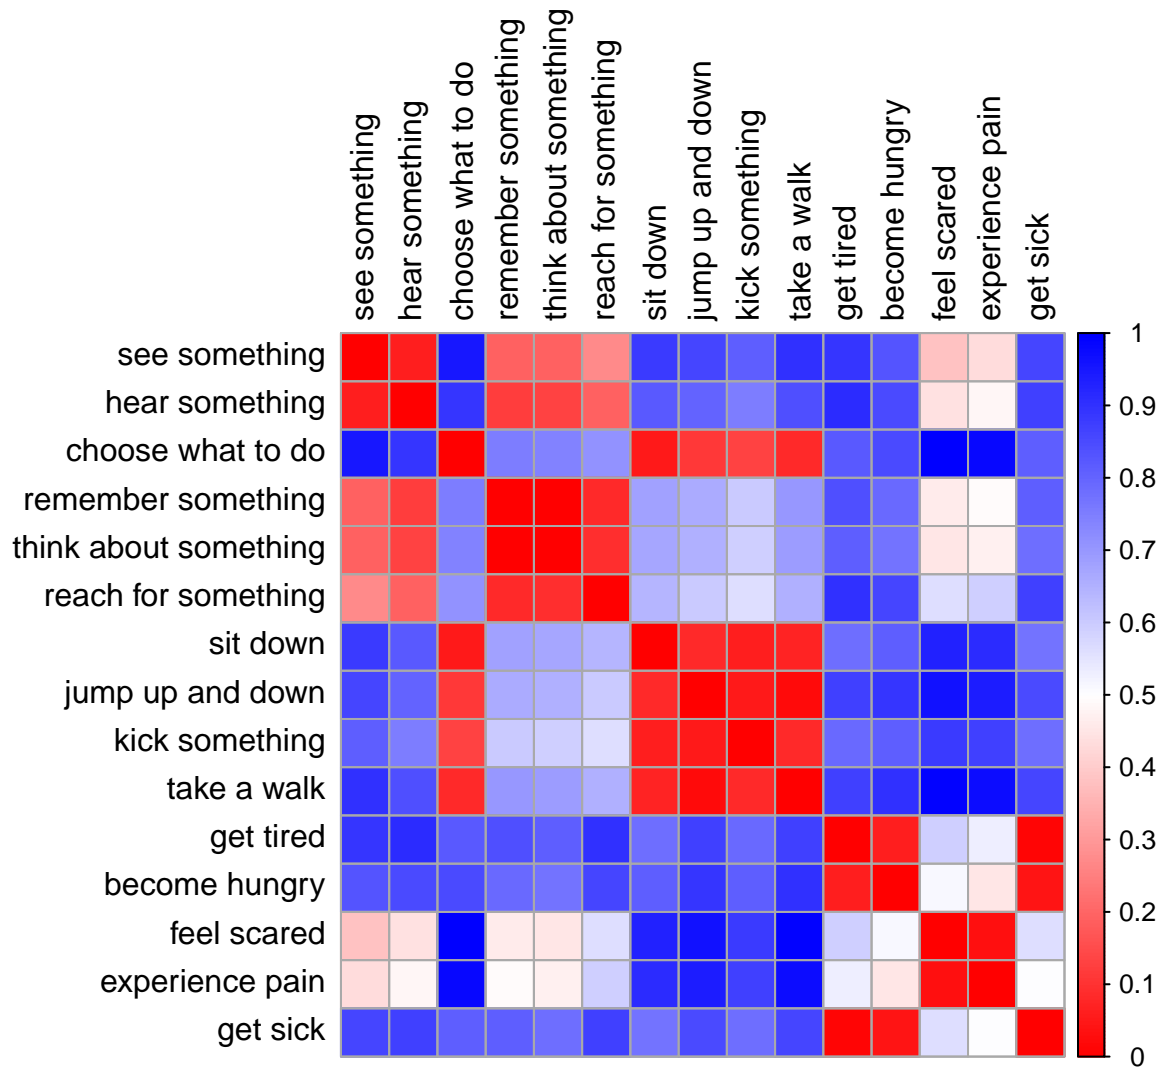 see something
hear something
choose what to do
remember something
think about something
reach for something
sit down
jump up and down
kick something
take a walk
get tired
become hungry
feel scared
experience pain
get sick
see something
hear something
choose what to do
remember something
think about something
reach for something
sit down
jump up and down
kick something
take a walk
get tired
become hungry
feel scared
experience pain
get sick
1
0.9
0.8
0.7
0.6
0.5
0.4
0.3
0.2
0.1
0